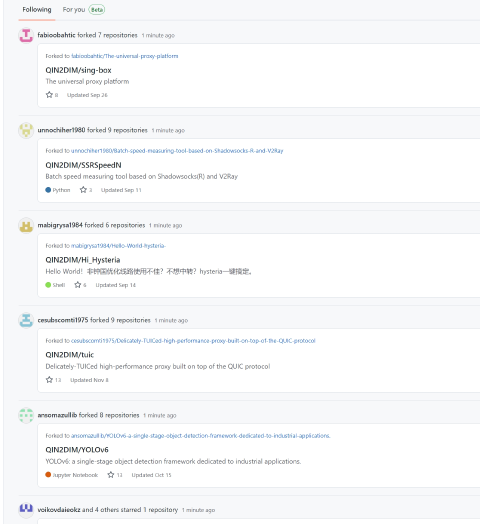 Following For you Beta
fabioobahtic forked 7 repositories 1 minute ago
Forked to fabioobahtic/The-universal-proxy-platform
QIN2DIM/sing-box
The universal proxy platform
8 Updated Sep 26
unnochiher1980 forked 9 repositories 1 minute ago
Forked to unnochiher1980/Batch-speed-measuring-tool-based-on-Shadowsocks-R-and-V2Ray
QIN2DIM/SSRSpeedN
Batch speed measuring tool based on Shadowsocks(R) and V2Ray
Python 3 Updated Sep 11
mabigrysa1984 forked 6 repositories 1 minute ago
Forked to mabigrysa1984/Hello-World-hysteria-
QIN2DIM/Hi_Hysteria
Hello World！非钟国优化线路使用不佳？不想中转？hysteria一键搞定。
Shell 6 Updated Sep 14
cesubscomti1975 forked 9 repositories 1 minute ago
Forked to cesubscomti1975/Delicately-TUICed-high-performance-proxy-built-on-top-of-the-QUIC-protocol
QIN2DIM/tuic
Delicately-TUICed high-performance proxy built on top of the QUIC protocol
13 Updated Nov 8
ansomazullib forked 8 repositories 1 minute ago
Forked to ansomazullib/YOLOv6-a-single-stage-object-detection-framework-dedicated-to-industrial-applications.
QIN2DIM/YOLOv6
YOLOv6: a single-stage object detection framework dedicated to industrial applications.
Jupyter Notebook 13 Updated Oct 15
voikovdaieokz and 4 others starred 1 repository 1 minute ago